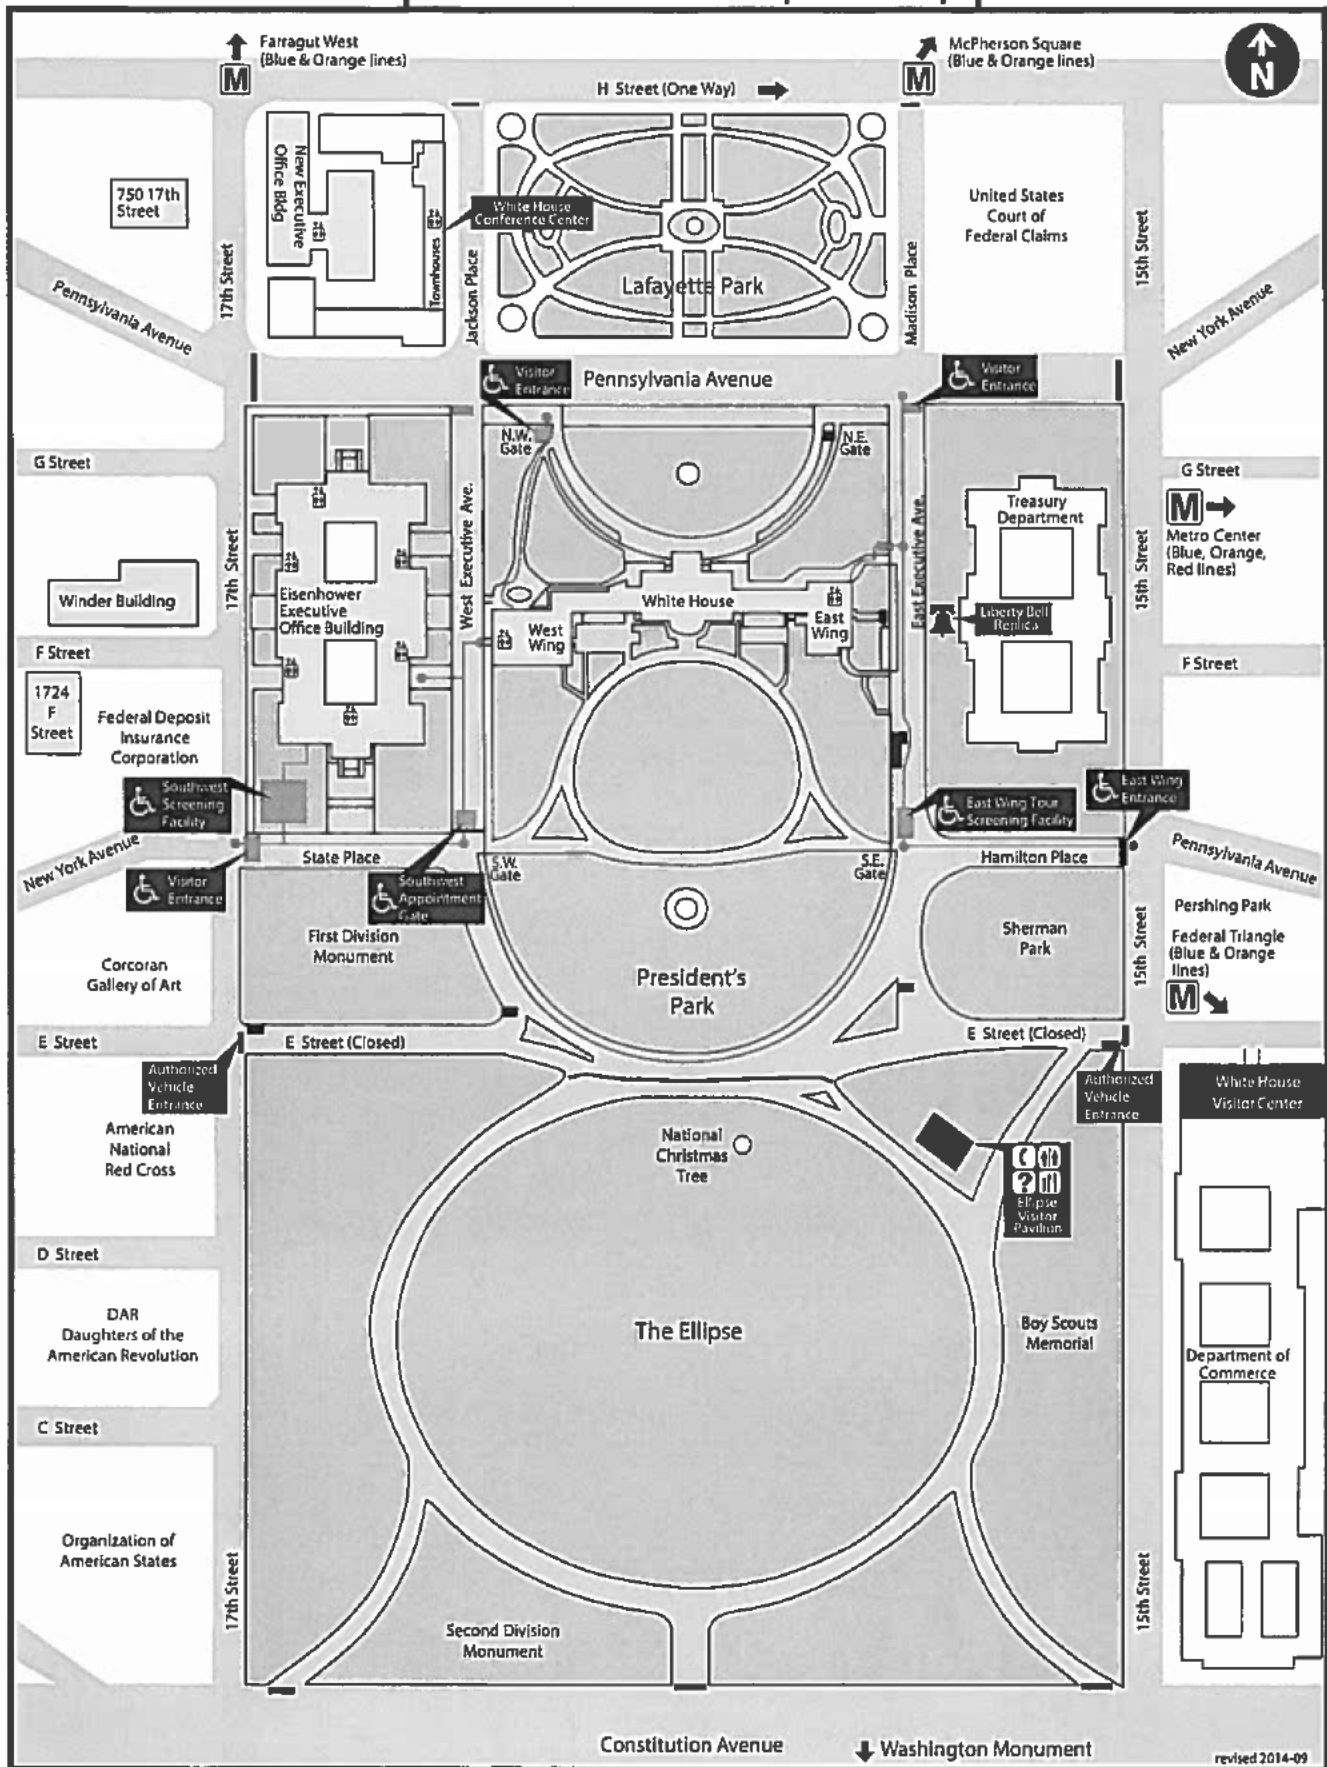 Farragut West
(Blue & Orange lines)
M
McPherson Square
(Blue & Orange lines)
M
N
H Street (One Way)
750 17th
Street
New Executive
Office Bldg
Townhouses
White House
Conference Center
Jackson Place
Lafayette Park
Madison Place
United States
Court of
Federal Claims
17th Street
15th Street
Pennsylvania Avenue
New York Avenue
Visitor
Entrance
Pennsylvania Avenue
Visitor
Entrance
N.W.
Gate
N.E.
Gate
G Street
G Street
M
Metro Center
(Blue, Orange,
Red lines)
17th Street
West Executive Ave.
East Executive Ave.
15th Street
Treasury
Department
Winder Building
Eisenhower
Executive
Office Building
White House
West
Wing
East
Wing
Liberty Bell
Replica
F Street
F Street
1724
F
Street
Federal Deposit
Insurance
Corporation
Southwest
Screening
Facility
East Wing Tour
Screening Facility
East Wing
Entrance
New York Avenue
State Place
S.W.
Gate
S.E.
Gate
Hamilton Place
Pennsylvania Avenue
Visitor
Entrance
Southwest
Appointment
Gate
First Division
Monument
Sherman
Park
Pershing Park
15th Street
Federal Triangle
(Blue & Orange
lines)
M
Corcoran
Gallery of Art
President's
Park
E Street
E Street (Closed)
E Street (Closed)
Authorized
Vehicle
Entrance
Authorized
Vehicle
Entrance
White House
Visitor Center
American
National
Red Cross
National
Christmas
Tree
?
Ellipse
Visitor
Pavilion
D Street
DAR
Daughters of the
American Revolution
The Ellipse
Boy Scouts
Memorial
Department of
Commerce
C Street
Organization of
American States
17th Street
15th Street
Second Division
Monument
Constitution Avenue
Washington Monument
revised 2014-09